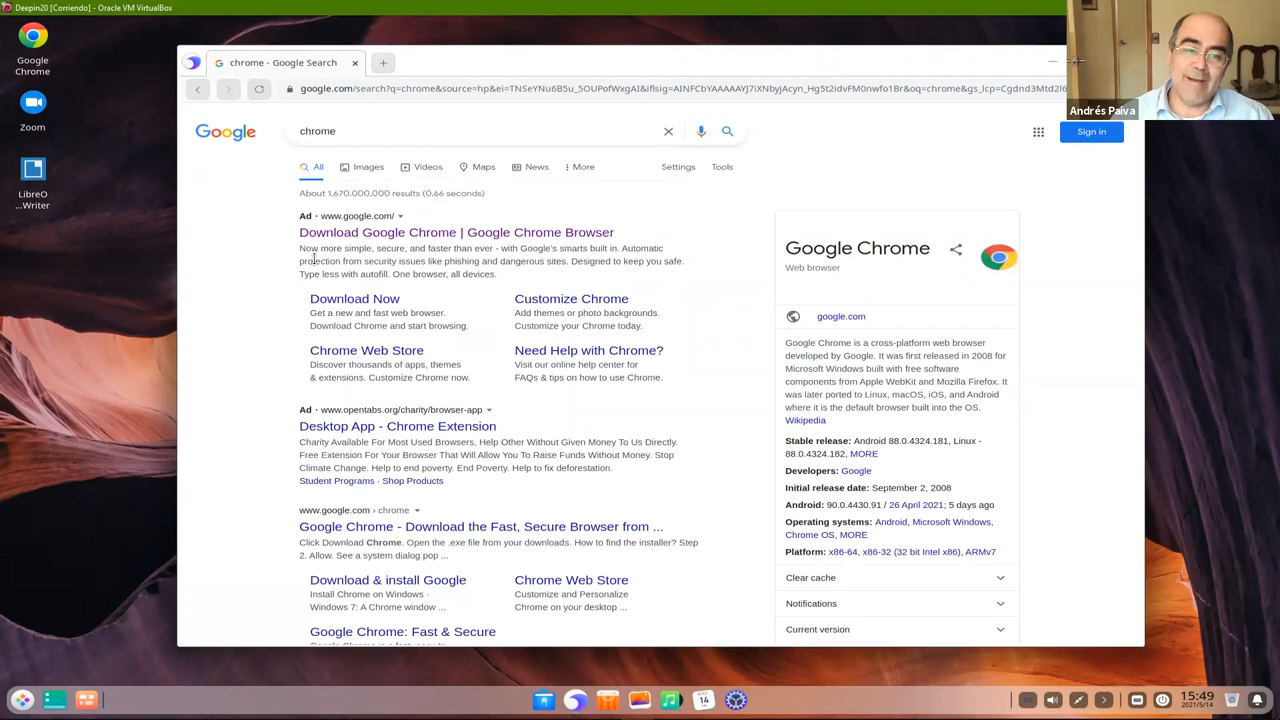 Deepin20 [Corriendo] - Oracle VM VirtualBox
Google
Chrome
Zoom
LibreO
...Writer
chrome - Google Search
google.com/search?q=chrome&source=hp&ei=TNSeYNu6B5u_5OUPofWxgAI&iflsig=AINFCbYAAAAAYJ7iXNbyjAcyn_Hg5t2idvFM0nwfo1Br&oq=chrome&gs_lcp=Cgdnd3Mtd2l6
Andrés Paiva
Google
chrome
Sign in
All
Images
Videos
Maps
News
More
Settings
Tools
About 1.670.000.000 results (0.66 seconds)
Ad · www.google.com/
Download Google Chrome | Google Chrome Browser
Now more simple, secure, and faster than ever - with Google's smarts built in. Automatic
protection from security issues like phishing and dangerous sites. Designed to keep you safe.
Type less with autofill. One browser, all devices.
Download Now
Get a new and fast web browser.
Download Chrome and start browsing.
Customize Chrome
Add themes or photo backgrounds.
Customize your Chrome today.
Chrome Web Store
Discover thousands of apps, themes
& extensions. Customize Chrome now.
Need Help with Chrome?
Visit our online help center for
FAQs & tips on how to use Chrome.
Ad · www.opentabs.org/charity/browser-app
Desktop App - Chrome Extension
Charity Available For Most Used Browsers, Help Other Without Given Money To Us Directly.
Free Extension For Your Browser That Will Allow You To Raise Funds Without Money. Stop
Climate Change. Help to end poverty. End Poverty. Help to fix deforestation.
Student Programs · Shop Products
www.google.com › chrome
Google Chrome - Download the Fast, Secure Browser from ...
Click Download Chrome. Open the .exe file from your downloads. How to find the installer? Step
2. Allow. See a system dialog pop ...
Download & install Google
Install Chrome on Windows ·
Windows 7: A Chrome window ...
Chrome Web Store
Customize and Personalize
Chrome on your desktop ...
Google Chrome: Fast & Secure
Google Chrome
Web browser
google.com
Google Chrome is a cross-platform web browser
developed by Google. It was first released in 2008 for
Microsoft Windows built with free software
components from Apple WebKit and Mozilla Firefox. It
was later ported to Linux, macOS, iOS, and Android
where it is the default browser built into the OS.
Wikipedia
Stable release: Android 88.0.4324.181, Linux -
88.0.4324.182, MORE
Developers: Google
Initial release date: September 2, 2008
Android: 90.0.4430.91 / 26 April 2021; 5 days ago
Operating systems: Android, Microsoft Windows,
Chrome OS, MORE
Platform: x86-64, x86-32 (32 bit Intel x86), ARMv7
Clear cache
Notifications
Current version
14
15:49
2021/5/14